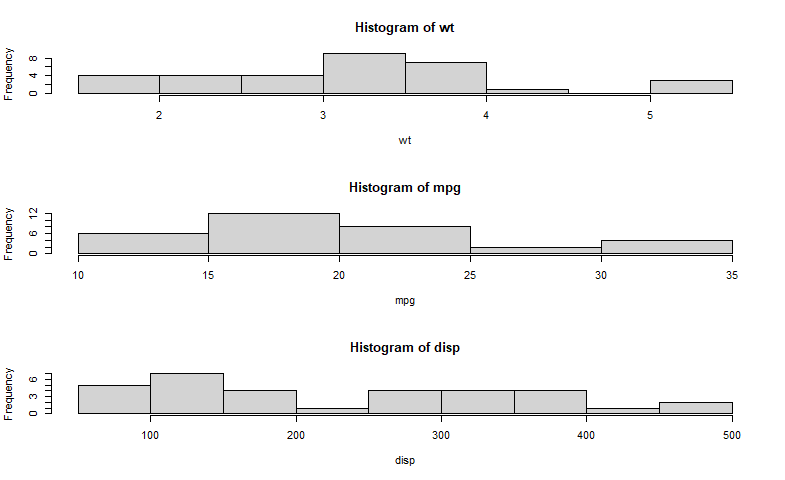 Histogram of wt
Frequency
0 4 8
2 3 4 5
wt
Histogram of mpg
Frequency
0 6 12
10 15 20 25 30 35
mpg
Histogram of disp
Frequency
0 3 6
100 200 300 400 500
disp